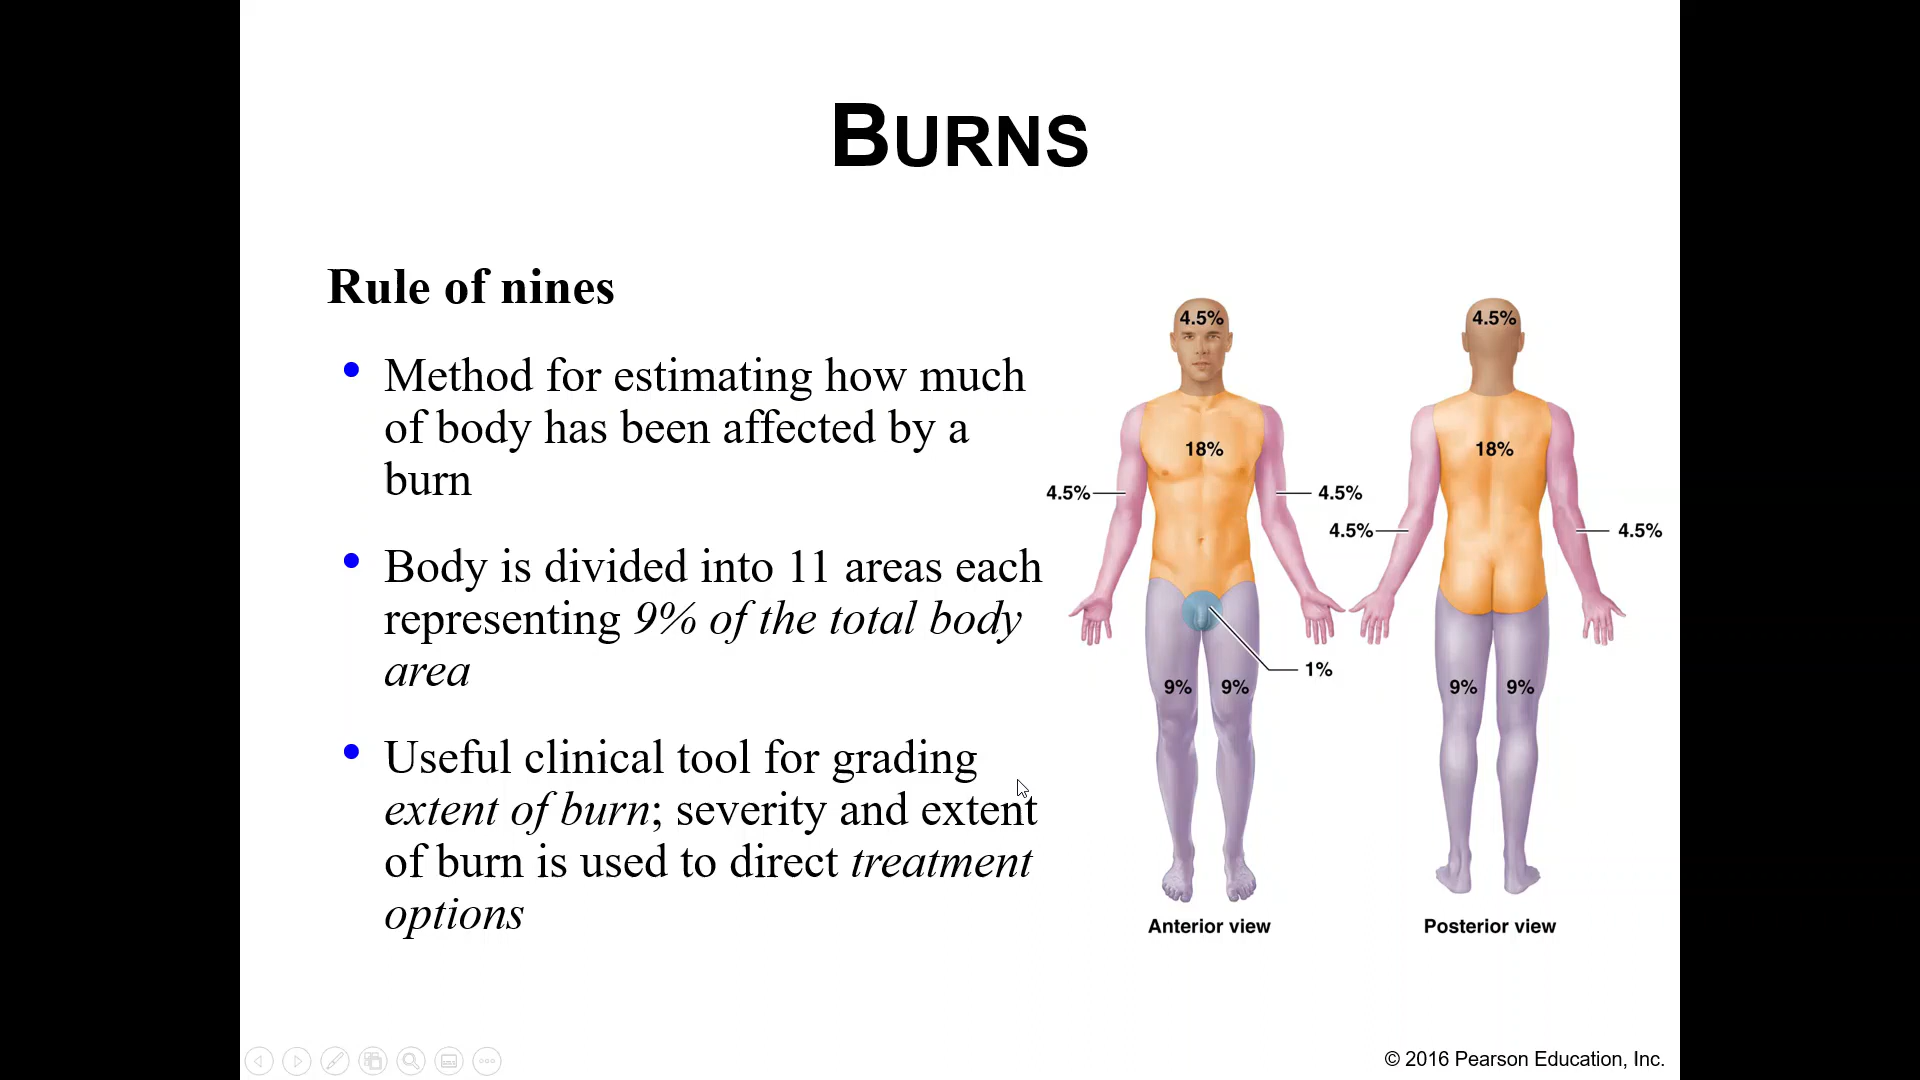 BURNS
Rule of nines
• Method for estimating how much
of body has been affected by a
burn
• Body is divided into 11 areas each
representing 9% of the total body
area
• Useful clinical tool for grading
extent of burn; severity and extent
of burn is used to direct treatment
options
4.5%
18%
4.5%
4.5%
1%
9% 9%
Anterior view
4.5%
18%
4.5%
4.5%
9% 9%
Posterior view
© 2016 Pearson Education, Inc.